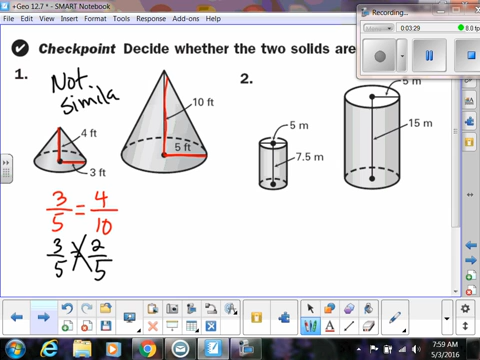 +Geo 12.7 * - SMART Notebook
File Edit View Insert Format Tools Add-ons Response Help
Recording...
03:29
Checkpoint Decide whether the two solids are
1.
Not
simila
10 ft
5 ft
4 ft
3 ft
3/5 = 4/10
3/5 = 2/5
2.
5 m
7.5 m
5 m
15 m
7:59 AM
5/3/2016